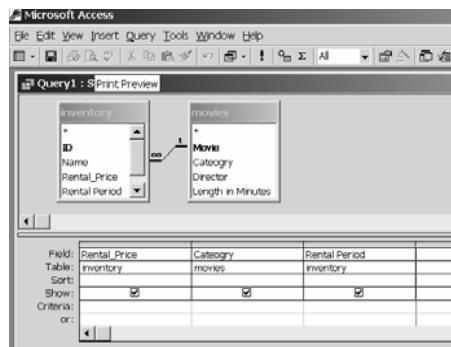 Microsoft Access
File Edit View Insert Query Tools Window Help
All
Query1 : S Print Preview
inventory
*
ID
Name
Rental_Price
Rental Period
movies
*
Movie
Cateogry
Director
Length in Minutes
∞ 1
Field: Rental_Price Cateogry Rental Period
Table: inventory movies inventory
Sort:
Show:
Criteria:
or: